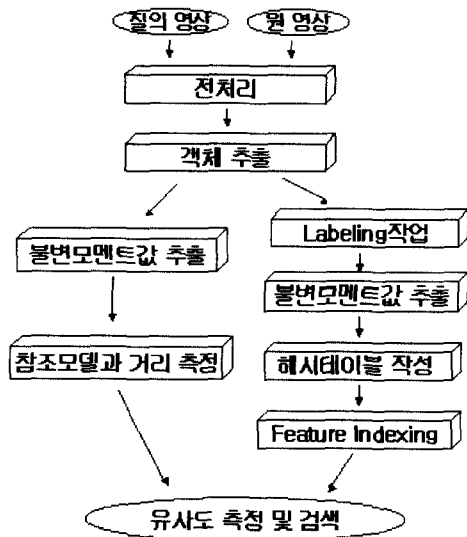 질의 영상
원 영상
전처리
객체 추출
불변모멘트값 추출
Labeling작업
불변모멘트값 추출
참조모델과 거리 측정
해시테이블 작성
Feature Indexing
유사도 측정 및 검색